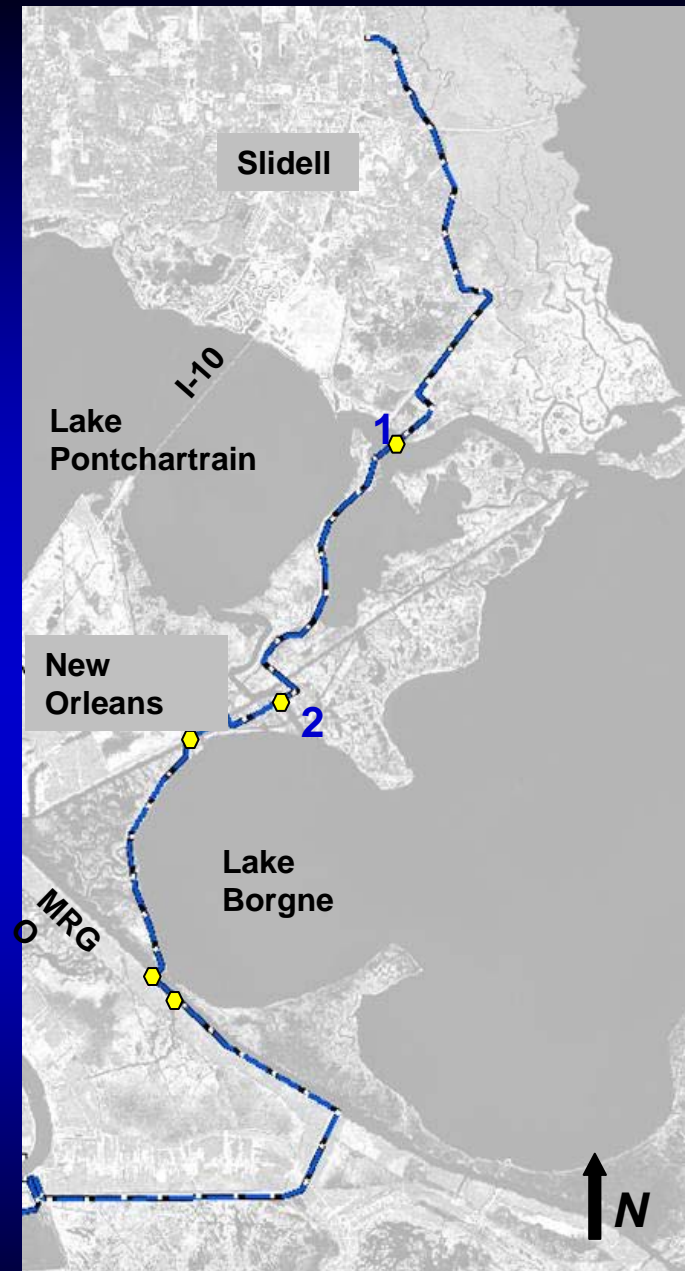 Slidell
I-10
Lake
Pontchartrain
1
New
Orleans
2
Lake
Borgne
MRG
O
N